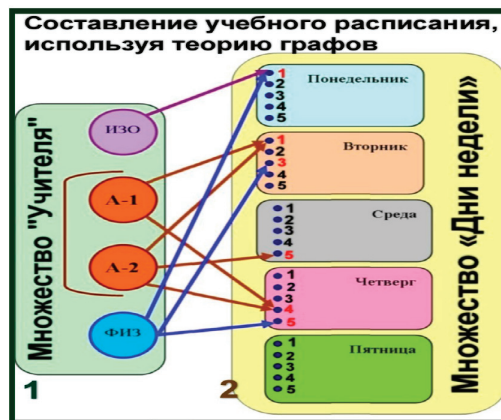 Составление учебного расписания,
используя теорию графов
Множество "Учителя"
ИЗО
А-1
А-2
ФИЗ
1
Множество «Дни недели»
2
Понедельник
1
2
3
4
5
Вторник
1
2
3
4
5
Среда
1
2
3
4
5
Четверг
1
2
3
4
5
Пятница
1
2
3
4
5